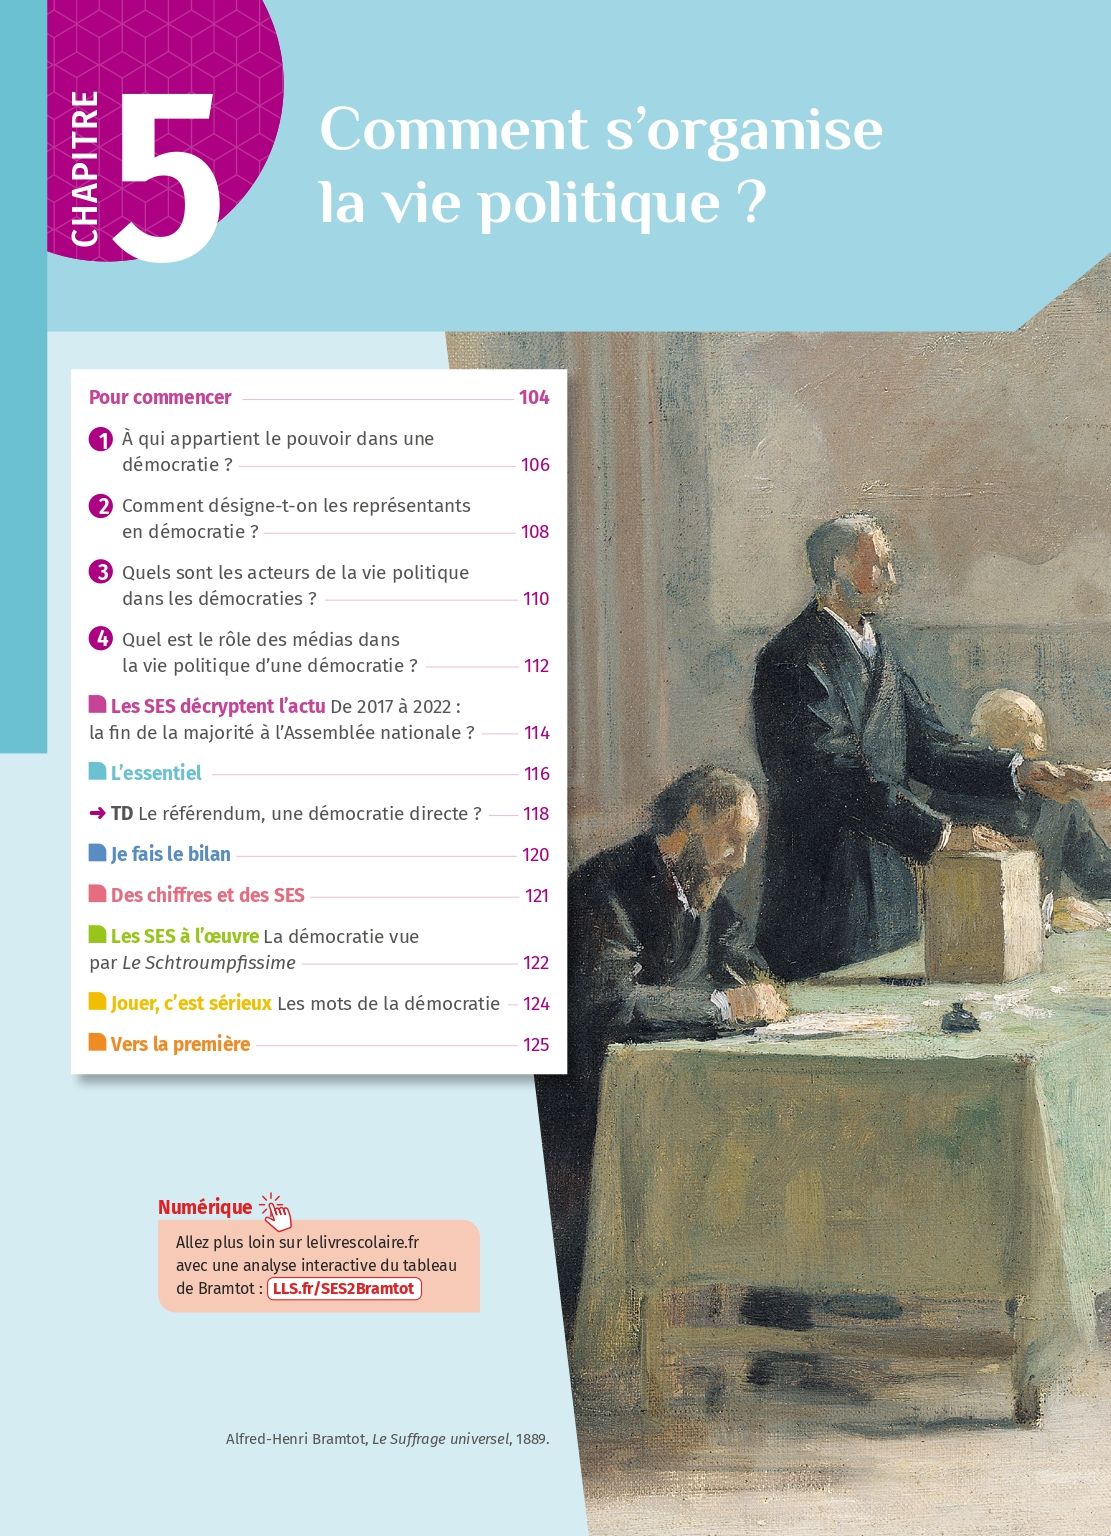 CHAPITRE
5
Comment s’organise
la vie politique ?
Pour commencer 104
1 À qui appartient le pouvoir dans une
démocratie ? 106
2 Comment désigne-t-on les représentants
en démocratie ? 108
3 Quels sont les acteurs de la vie politique
dans les démocraties ? 110
4 Quel est le rôle des médias dans
la vie politique d’une démocratie ? 112
Les SES décryptent l’actu De 2017 à 2022 :
la fin de la majorité à l’Assemblée nationale ? 114
L’essentiel 116
➜ TD Le référendum, une démocratie directe ? 118
Je fais le bilan 120
Des chiffres et des SES 121
Les SES à l’œuvre La démocratie vue
par Le Schtroumpfissime 122
Jouer, c’est sérieux Les mots de la démocratie 124
Vers la première 125
Numérique
Allez plus loin sur lelivrescolaire.fr
avec une analyse interactive du tableau
de Bramtot : LLS.fr/SES2Bramtot
Alfred-Henri Bramtot, Le Suffrage universel, 1889.